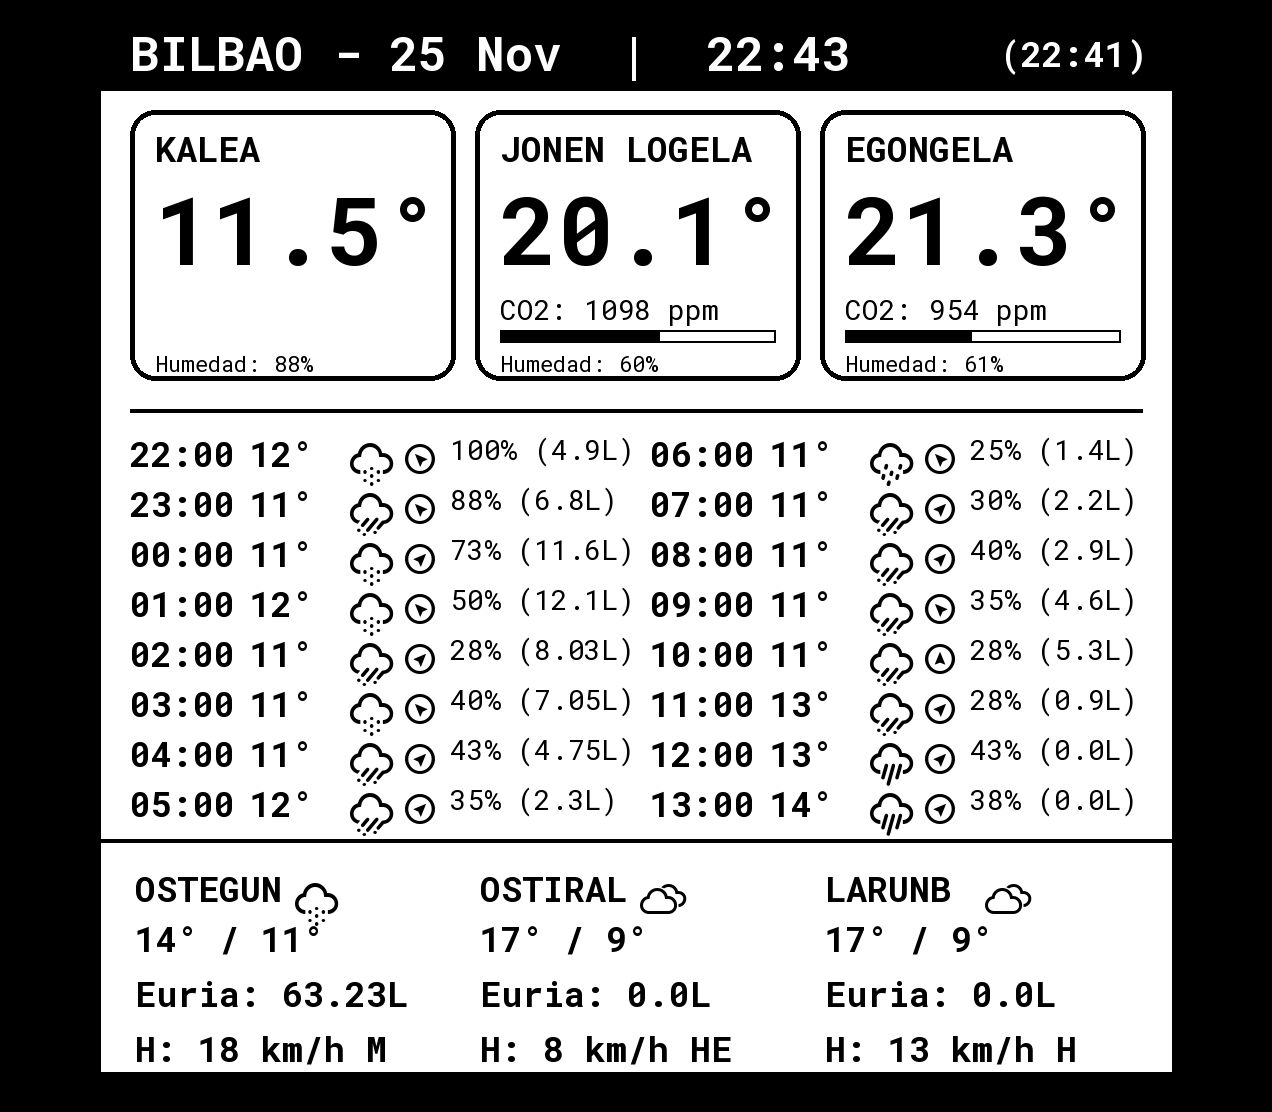 BILBAO - 25 Nov | 22:43 (22:41)
KALEA
11.5°
Humedad: 88%
JONEN LOGELA
20.1°
CO2: 1098 ppm
Humedad: 60%
EGONGELA
21.3°
CO2: 954 ppm
Humedad: 61%
22:00 12° 100% (4.9L)
23:00 11° 88% (6.8L)
00:00 11° 73% (11.6L)
01:00 12° 50% (12.1L)
02:00 11° 28% (8.03L)
03:00 11° 40% (7.05L)
04:00 11° 43% (4.75L)
05:00 12° 35% (2.3L)
06:00 11° 25% (1.4L)
07:00 11° 30% (2.2L)
08:00 11° 40% (2.9L)
09:00 11° 35% (4.6L)
10:00 11° 28% (5.3L)
11:00 13° 28% (0.9L)
12:00 13° 43% (0.0L)
13:00 14° 38% (0.0L)
OSTEGUN
14° / 11°
Euria: 63.23L
H: 18 km/h M
OSTIRAL
17° / 9°
Euria: 0.0L
H: 8 km/h HE
LARUNB
17° / 9°
Euria: 0.0L
H: 13 km/h H